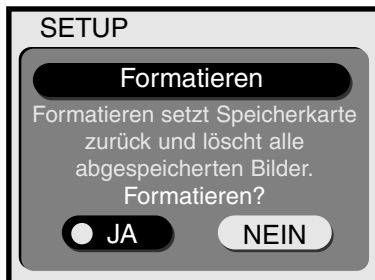 SETUP
Formatieren
Formatieren setzt Speicherkarte
zurück und löscht alle
abgespeicherten Bilder.
Formatieren?
JA
NEIN